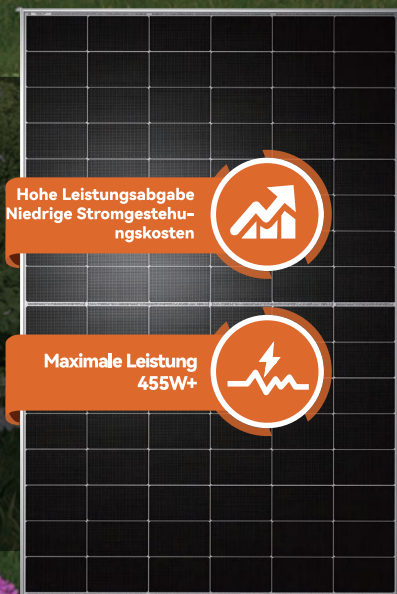 Hohe Leistungsabgabe
Niedrige Stromgestehu-
ngskosten
Maximale Leistung
455W+